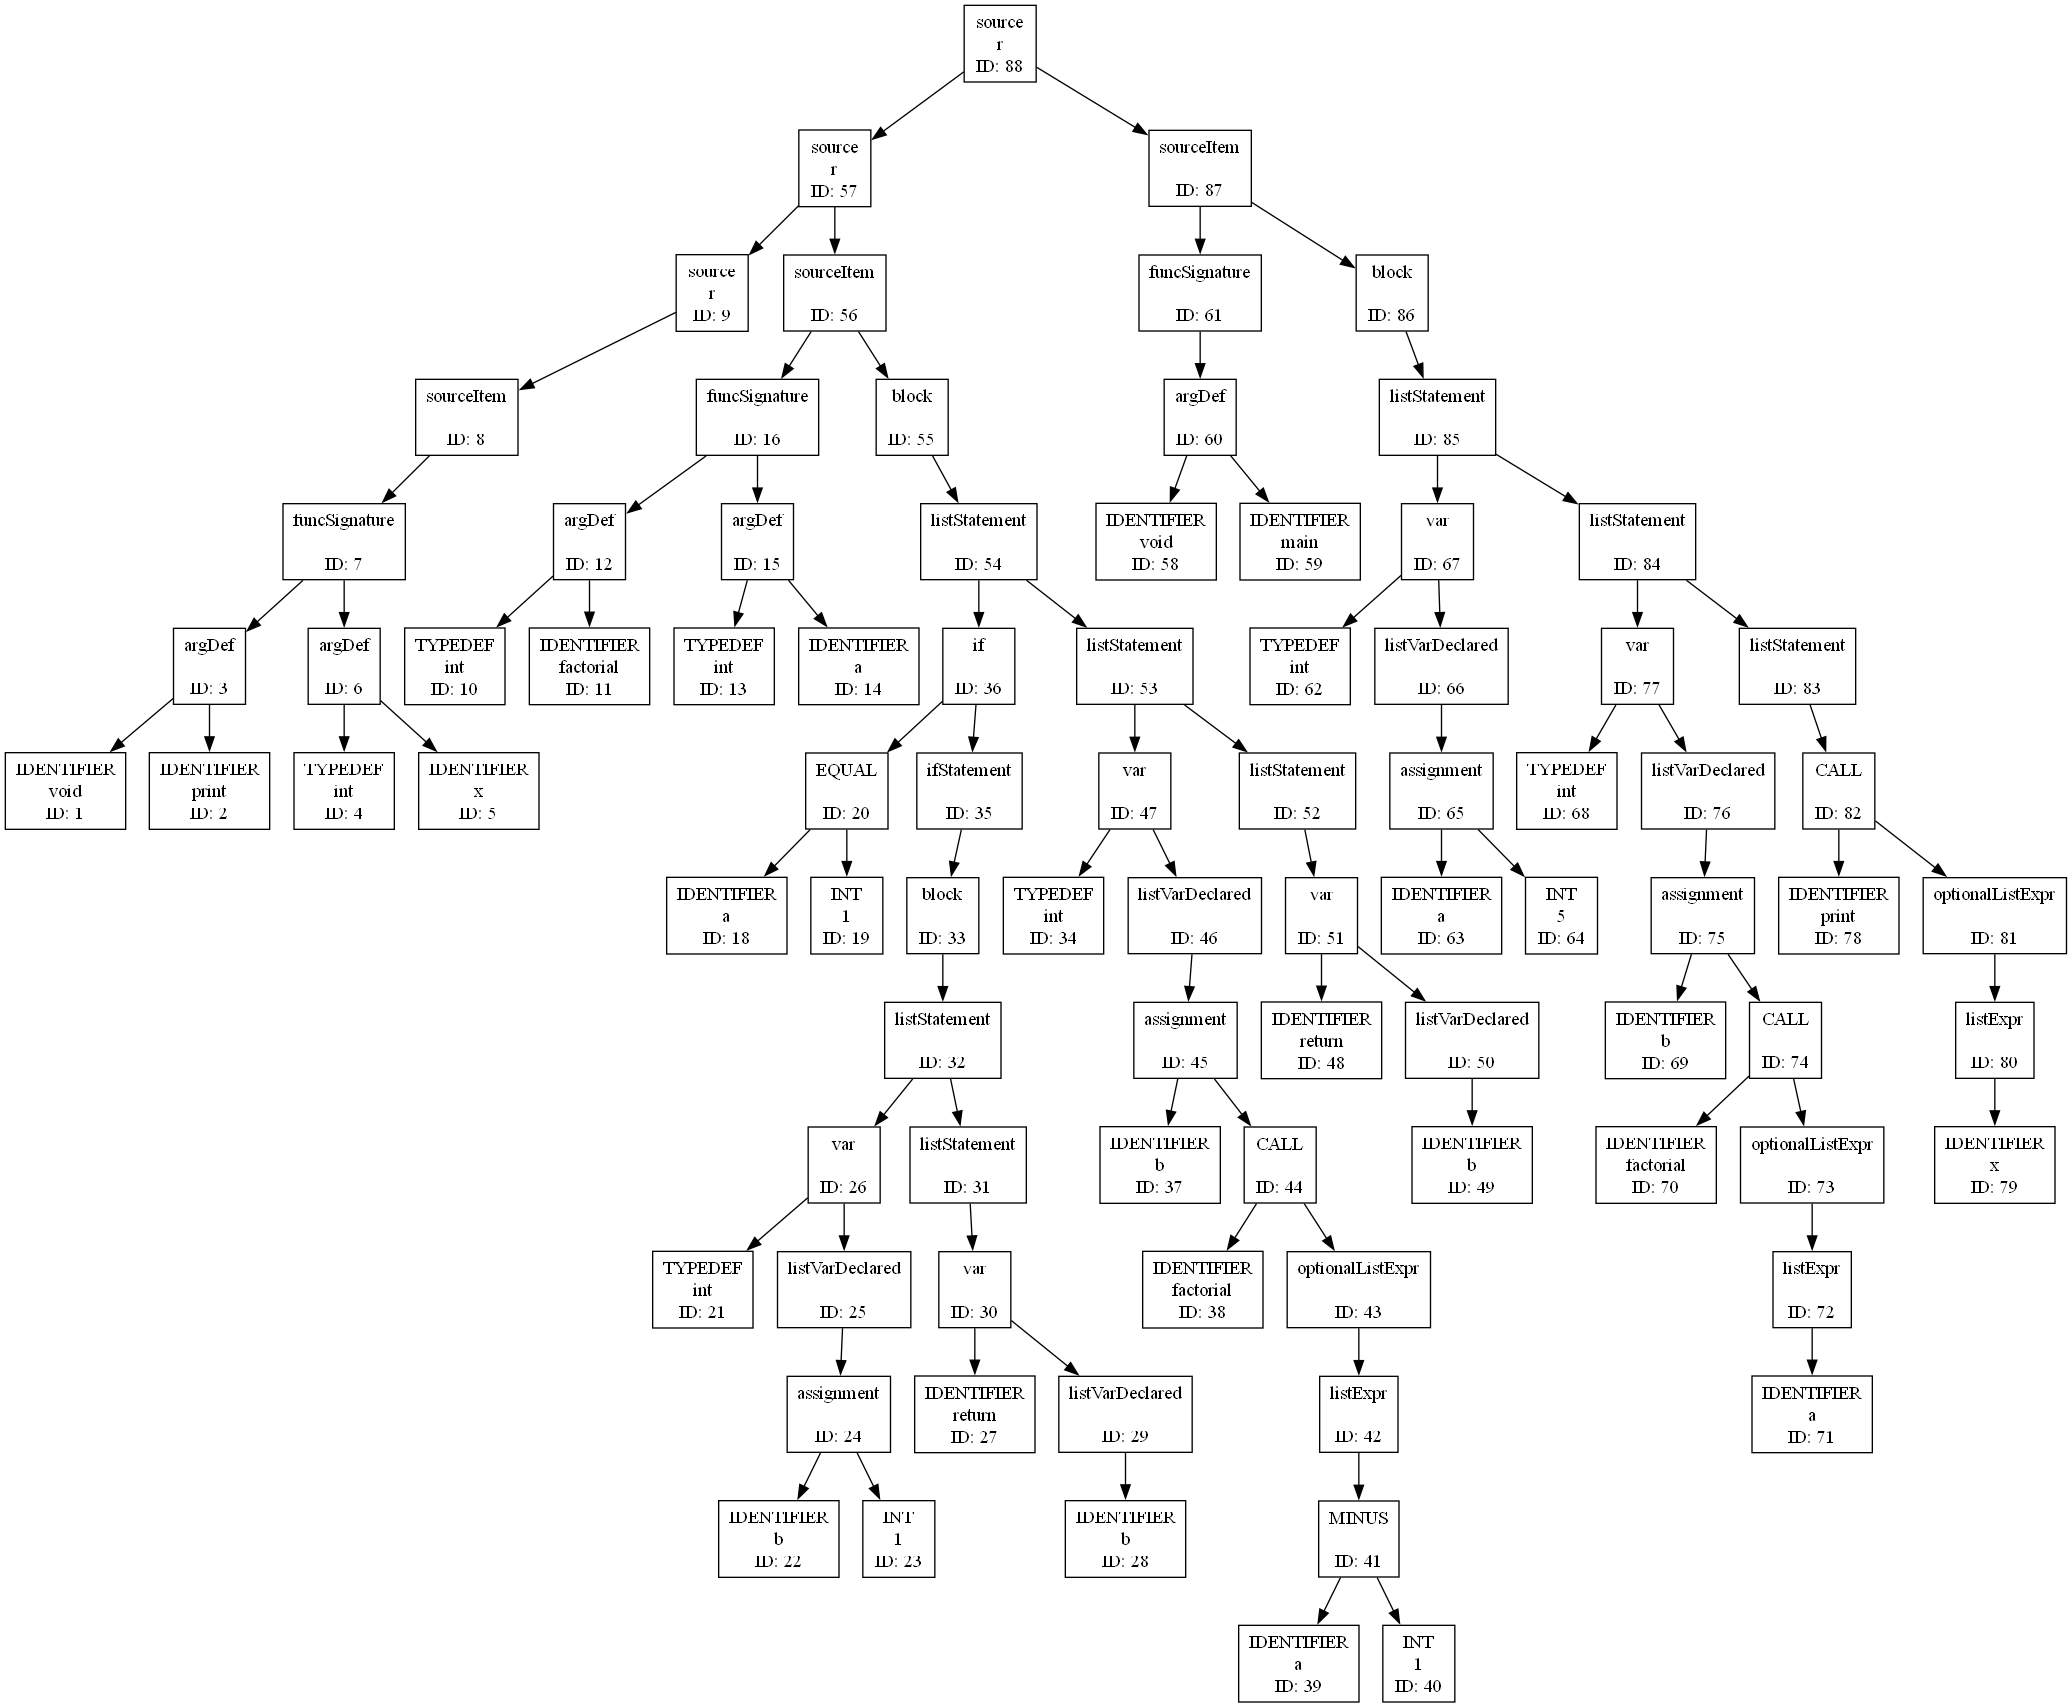 source
r
ID: 88
source
r
ID: 57
sourceItem
ID: 87
source
r
ID: 9
sourceItem
ID: 56
funcSignature
ID: 61
block
ID: 86
sourceItem
ID: 8
funcSignature
ID: 16
block
ID: 55
argDef
ID: 60
listStatement
ID: 85
funcSignature
ID: 7
argDef
ID: 12
argDef
ID: 15
listStatement
ID: 54
IDENTIFIER
void
ID: 58
IDENTIFIER
main
ID: 59
var
ID: 67
listStatement
ID: 84
argDef
ID: 3
argDef
ID: 6
TYPEDEF
int
ID: 10
IDENTIFIER
factorial
ID: 11
TYPEDEF
int
ID: 13
IDENTIFIER
a
ID: 14
if
ID: 36
listStatement
ID: 53
TYPEDEF
int
ID: 62
listVarDeclared
ID: 66
var
ID: 77
listStatement
ID: 83
IDENTIFIER
void
ID: 1
IDENTIFIER
print
ID: 2
TYPEDEF
int
ID: 4
IDENTIFIER
x
ID: 5
EQUAL
ID: 20
ifStatement
ID: 35
var
ID: 47
listStatement
ID: 52
assignment
ID: 65
TYPEDEF
int
ID: 68
listVarDeclared
ID: 76
CALL
ID: 82
IDENTIFIER
a
ID: 18
INT
1
ID: 19
block
ID: 33
TYPEDEF
int
ID: 34
listVarDeclared
ID: 46
var
ID: 51
IDENTIFIER
a
ID: 63
INT
5
ID: 64
assignment
ID: 75
IDENTIFIER
print
ID: 78
optionalListExpr
ID: 81
listStatement
ID: 32
assignment
ID: 45
IDENTIFIER
return
ID: 48
listVarDeclared
ID: 50
IDENTIFIER
b
ID: 69
CALL
ID: 74
listExpr
ID: 80
var
ID: 26
listStatement
ID: 31
IDENTIFIER
b
ID: 37
CALL
ID: 44
IDENTIFIER
b
ID: 49
IDENTIFIER
factorial
ID: 70
optionalListExpr
ID: 73
IDENTIFIER
x
ID: 79
TYPEDEF
int
ID: 21
listVarDeclared
ID: 25
var
ID: 30
IDENTIFIER
factorial
ID: 38
optionalListExpr
ID: 43
listExpr
ID: 72
assignment
ID: 24
IDENTIFIER
return
ID: 27
listVarDeclared
ID: 29
listExpr
ID: 42
IDENTIFIER
a
ID: 71
IDENTIFIER
b
ID: 22
INT
1
ID: 23
IDENTIFIER
b
ID: 28
MINUS
ID: 41
IDENTIFIER
a
ID: 39
INT
1
ID: 40